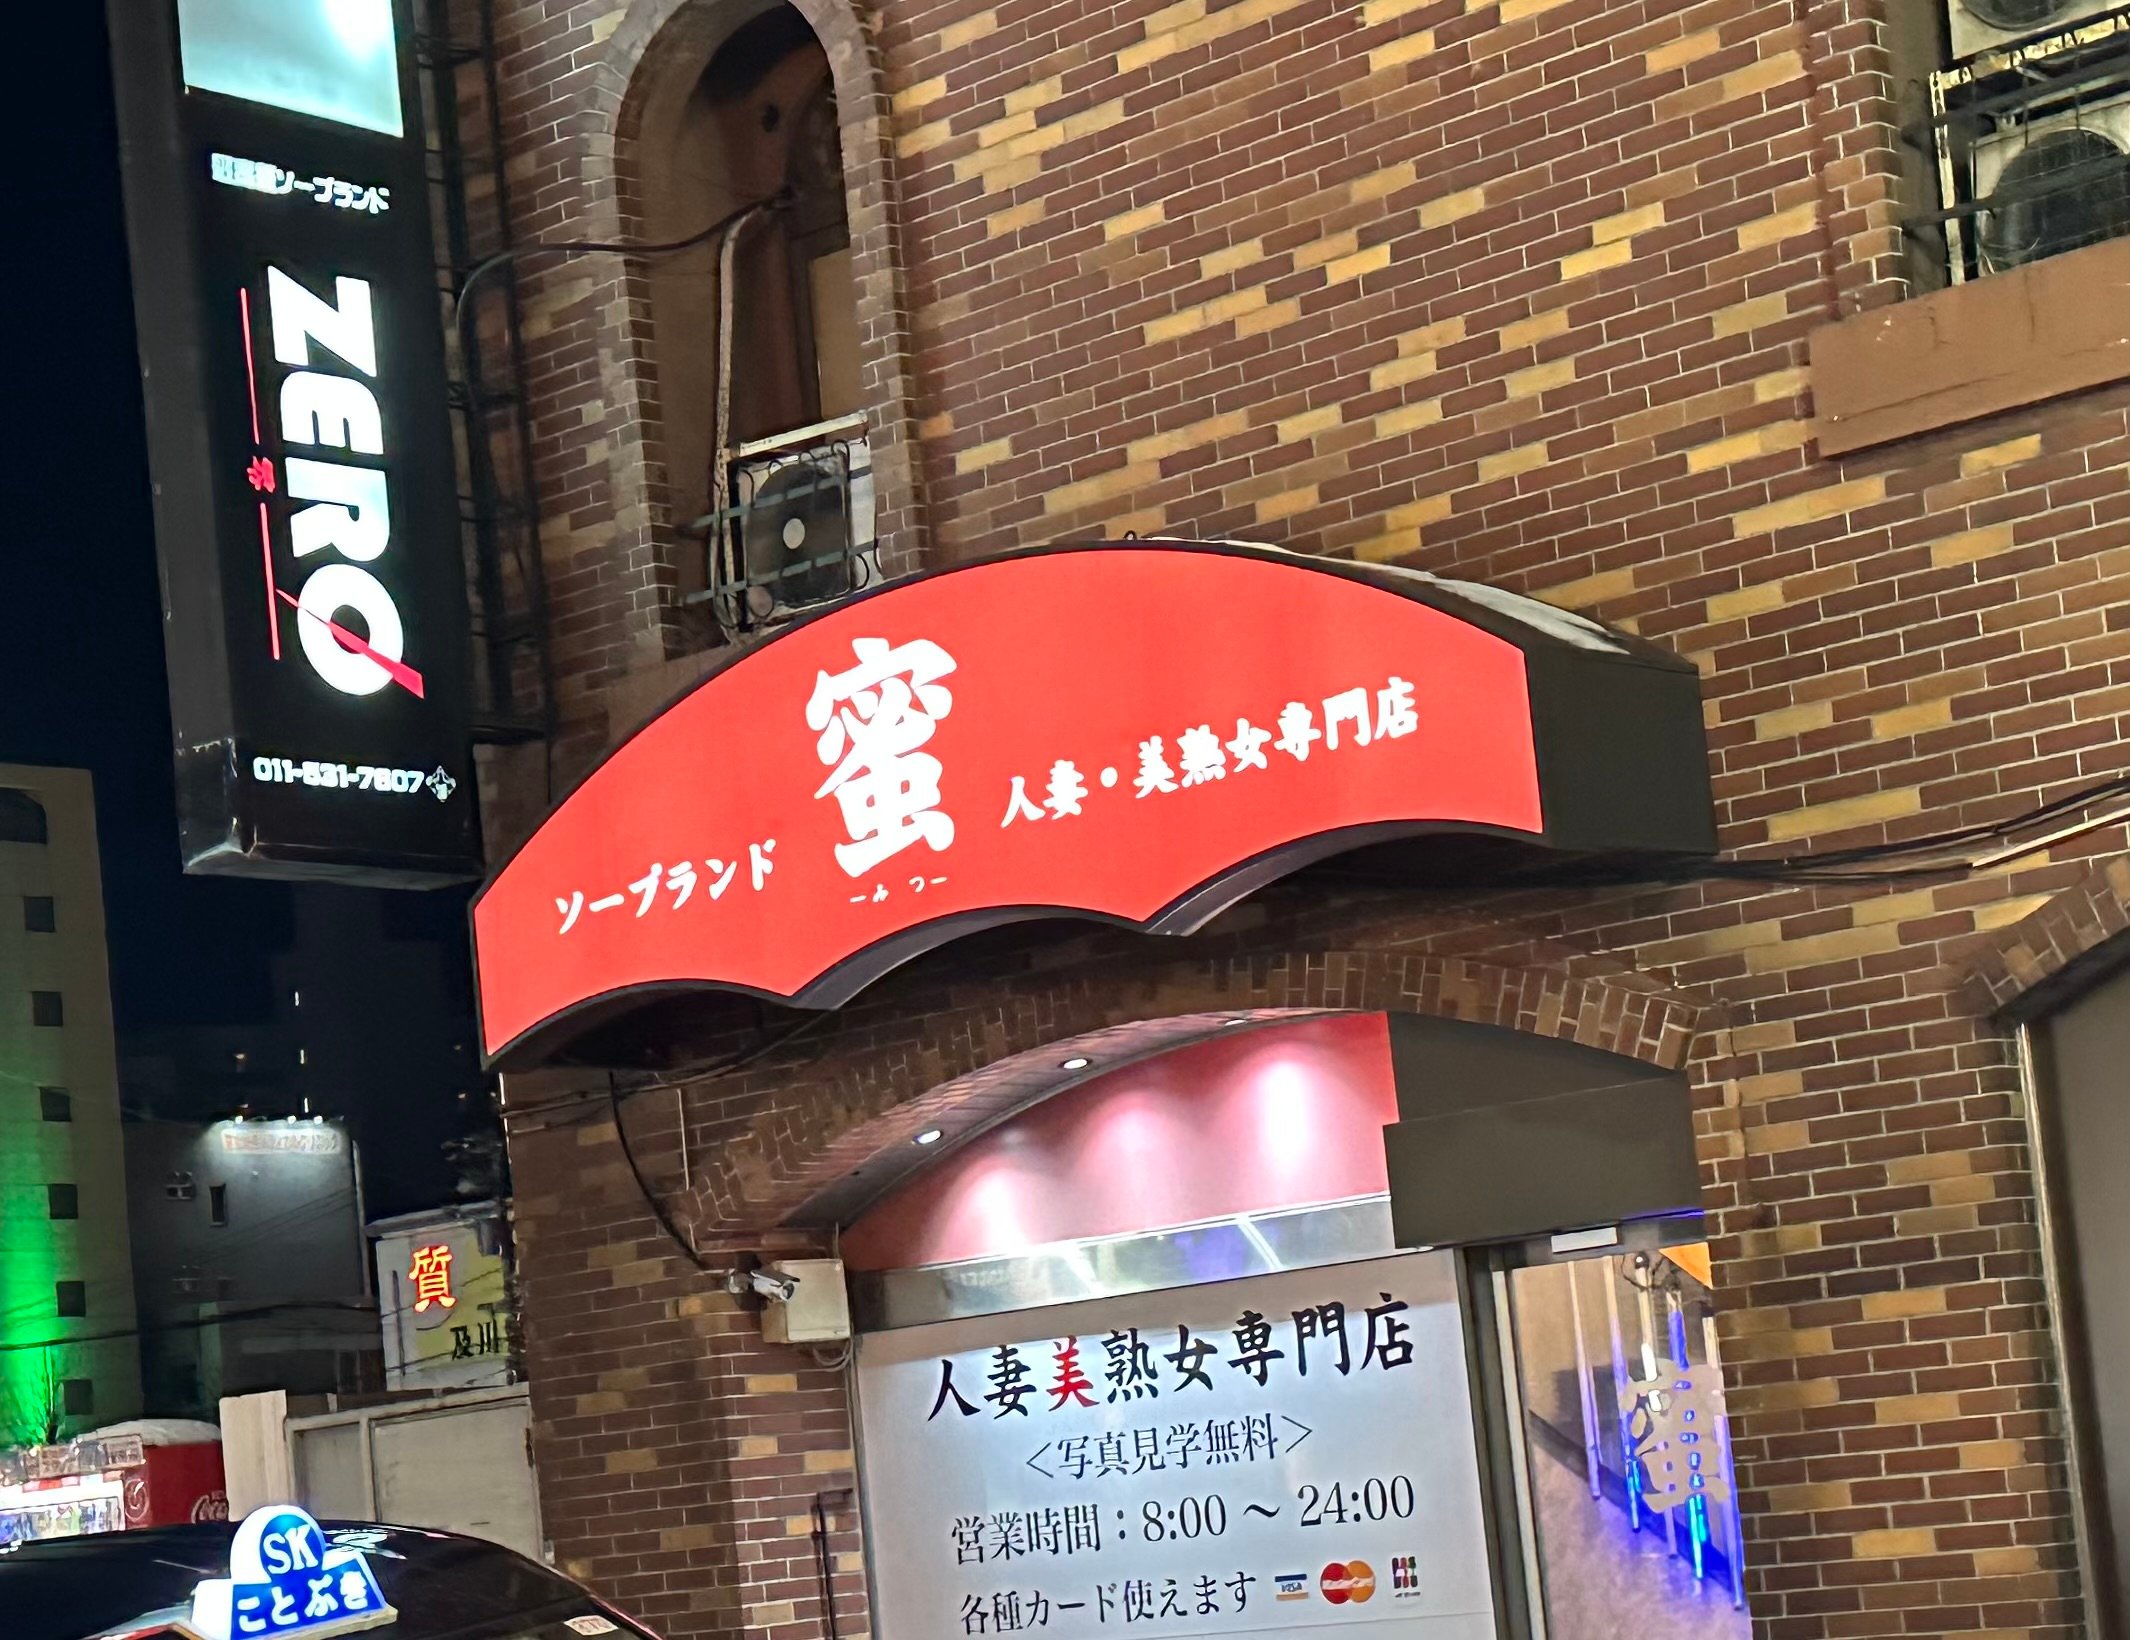 ソープランド
ZERO
ソープランド
蜜
ーみつー
人妻・美熟女専門店
質
及川
人妻美熟女専門店
<写真見学無料>
営業時間：8:00 ～ 24:00
各種カード使えます VISA
蜜
SK
ことぶき